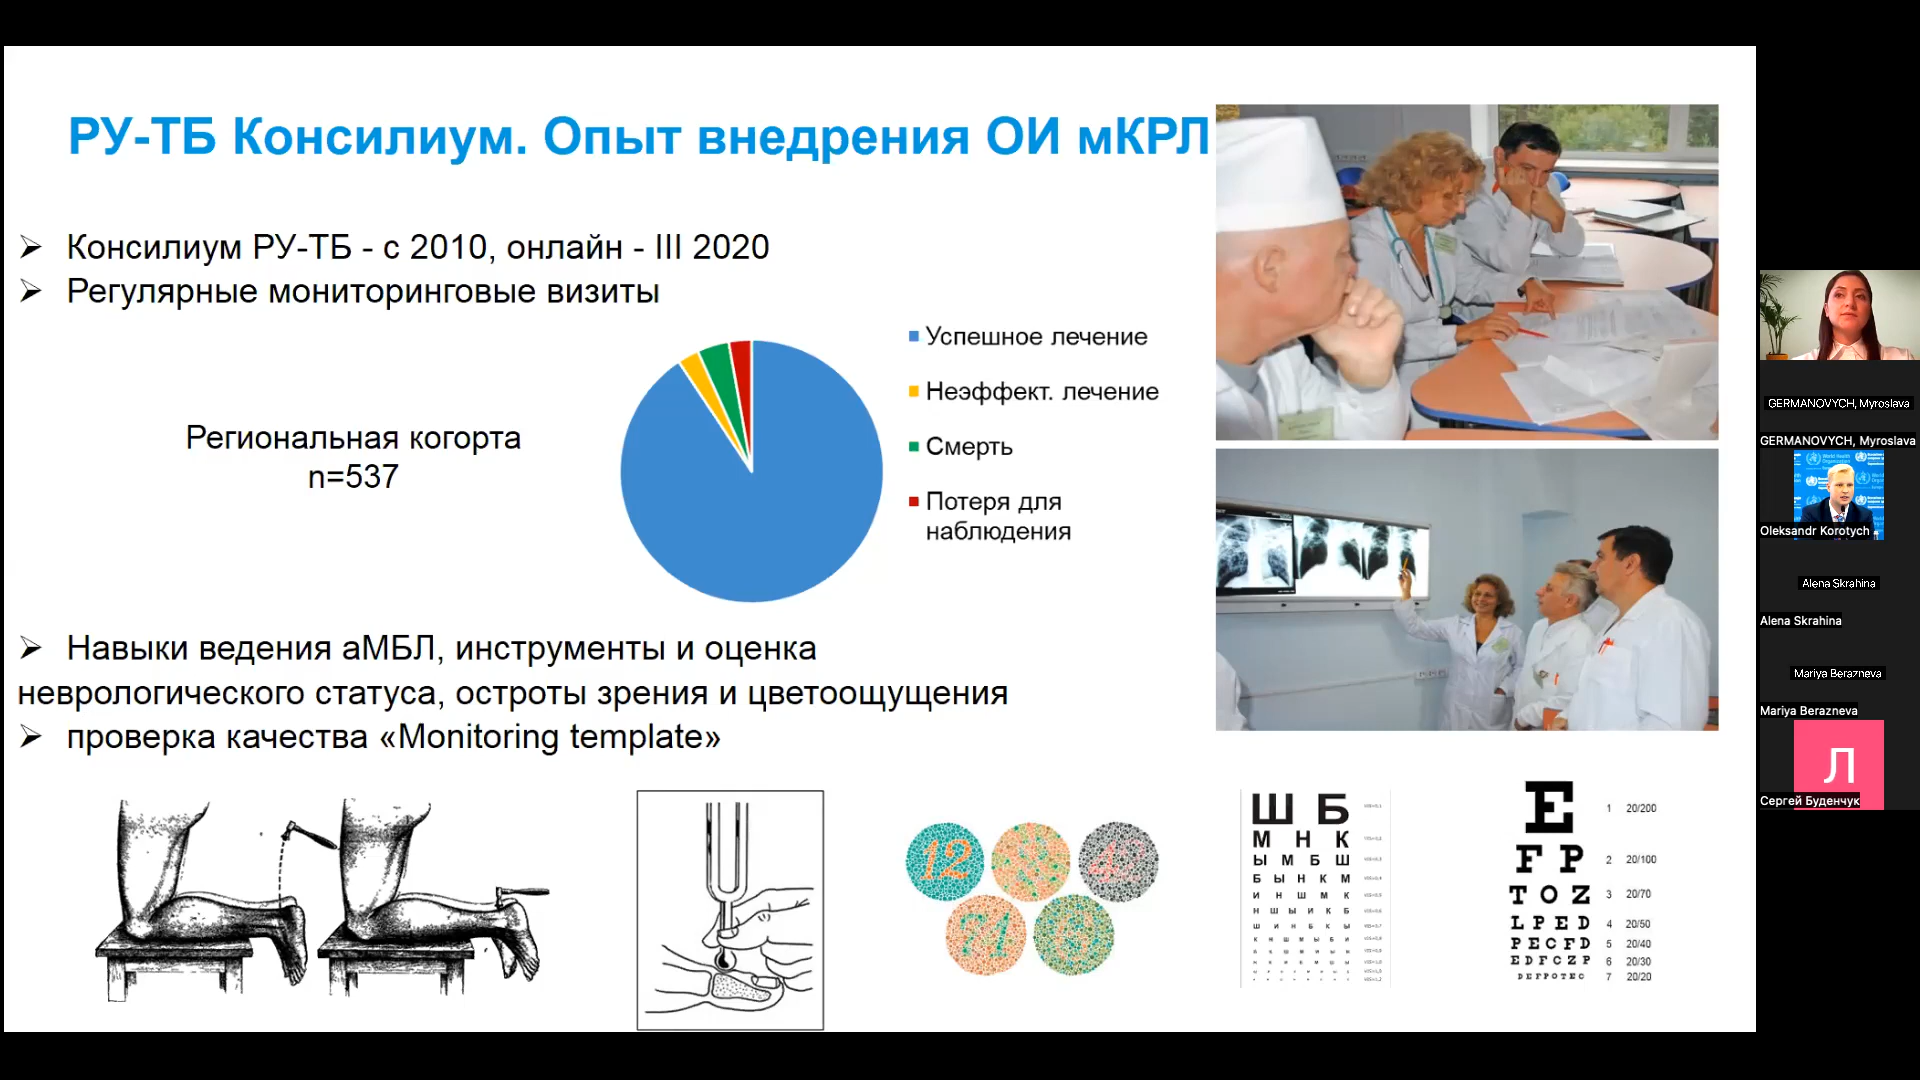 РУ-ТБ Консилиум. Опыт внедрения ОИ мКРЛ
➢ Консилиум РУ-ТБ - с 2010, онлайн - III 2020
➢ Регулярные мониторинговые визиты
Региональная когорта
n=537
Успешное лечение
Неэффект. лечение
Смерть
Потеря для
наблюдения
➢ Навыки ведения аМБЛ, инструменты и оценка
неврологического статуса, остроты зрения и цветоощущения
➢ проверка качества «Monitoring template»
12
42
71
6
Ш Б
М Н К
Ы М Б Ш
Б Ы Н К М
И Н Ш М К
Н Ш Ы И К Б
Ш И Н Б К Ы
E 1 20/200
F P 2 20/100
T O Z 3 20/70
L P E D 4 20/50
P E C F D 5 20/40
E D F C Z P 6 20/30
7 20/20
GERMANOVYCH, Myroslava
GERMANOVYCH, Myroslava
Oleksandr Korotych
Alena Skrahina
Alena Skrahina
Mariya Berazneva
Mariya Berazneva
Л
Сергей Буденчук